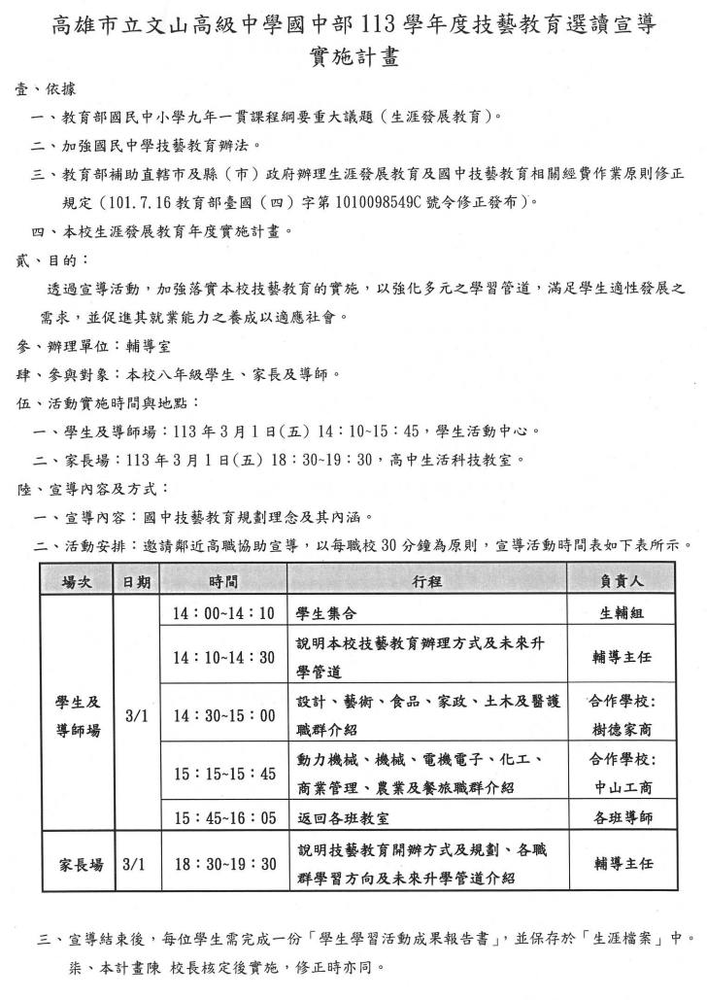 高雄市立文山高級中學國中部 113 學年度技藝教育選讀宣導
實施計畫
壹、依據
一、教育部國民中小學九年一貫課程綱要重大議題（生涯發展教育）。
二、加強國民中學技藝教育辦法。
三、教育部補助直轄市及縣（市）政府辦理生涯發展教育及國中技藝教育相關經費作業原則修正
規定（101.7.16 教育部臺國（四）字第 1010098549C 號令修正發布）。
四、本校生涯發展教育年度實施計畫。
貳、目的：
透過宣導活動，加強落實本校技藝教育的實施，以強化多元之學習管道，滿足學生適性發展之
需求，並促進其就業能力之養成以適應社會。
參、辦理單位：輔導室
肆、參與對象：本校八年級學生、家長及導師。
伍、活動實施時間與地點：
一、學生及導師場：113 年 3 月 1 日(五) 14：10~15：45，學生活動中心。
二、家長場：113 年 3 月 1 日(五) 18：30~19：30，高中生活科技教室。
陸、宣導內容及方式：
一、宣導內容：國中技藝教育規劃理念及其內涵。
二、活動安排：邀請鄰近高職協助宣導，以每職校 30 分鐘為原則，宣導活動時間表如下表所示。
場次 日期 時間 行程 負責人
學生及
導師場
3/1
14：00~14：10 學生集合 生輔組
14：10~14：30 說明本校技藝教育辦理方式及未來升
學管道
輔導主任
14：30~15：00 設計、藝術、食品、家政、土木及醫護
職群介紹
合作學校:
樹德家商
15：15~15：45 動力機械、機械、電機電子、化工、
商業管理、農業及餐旅職群介紹
合作學校:
中山工商
15：45~16：05 返回各班教室 各班導師
家長場 3/1 18：30~19：30 說明技藝教育開辦方式及規劃、各職
群學習方向及未來升學管道介紹
輔導主任
三、宣導結束後，每位學生需完成一份「學生學習活動成果報告書」，並保存於「生涯檔案」中。
柒、本計畫陳 校長核定後實施，修正時亦同。